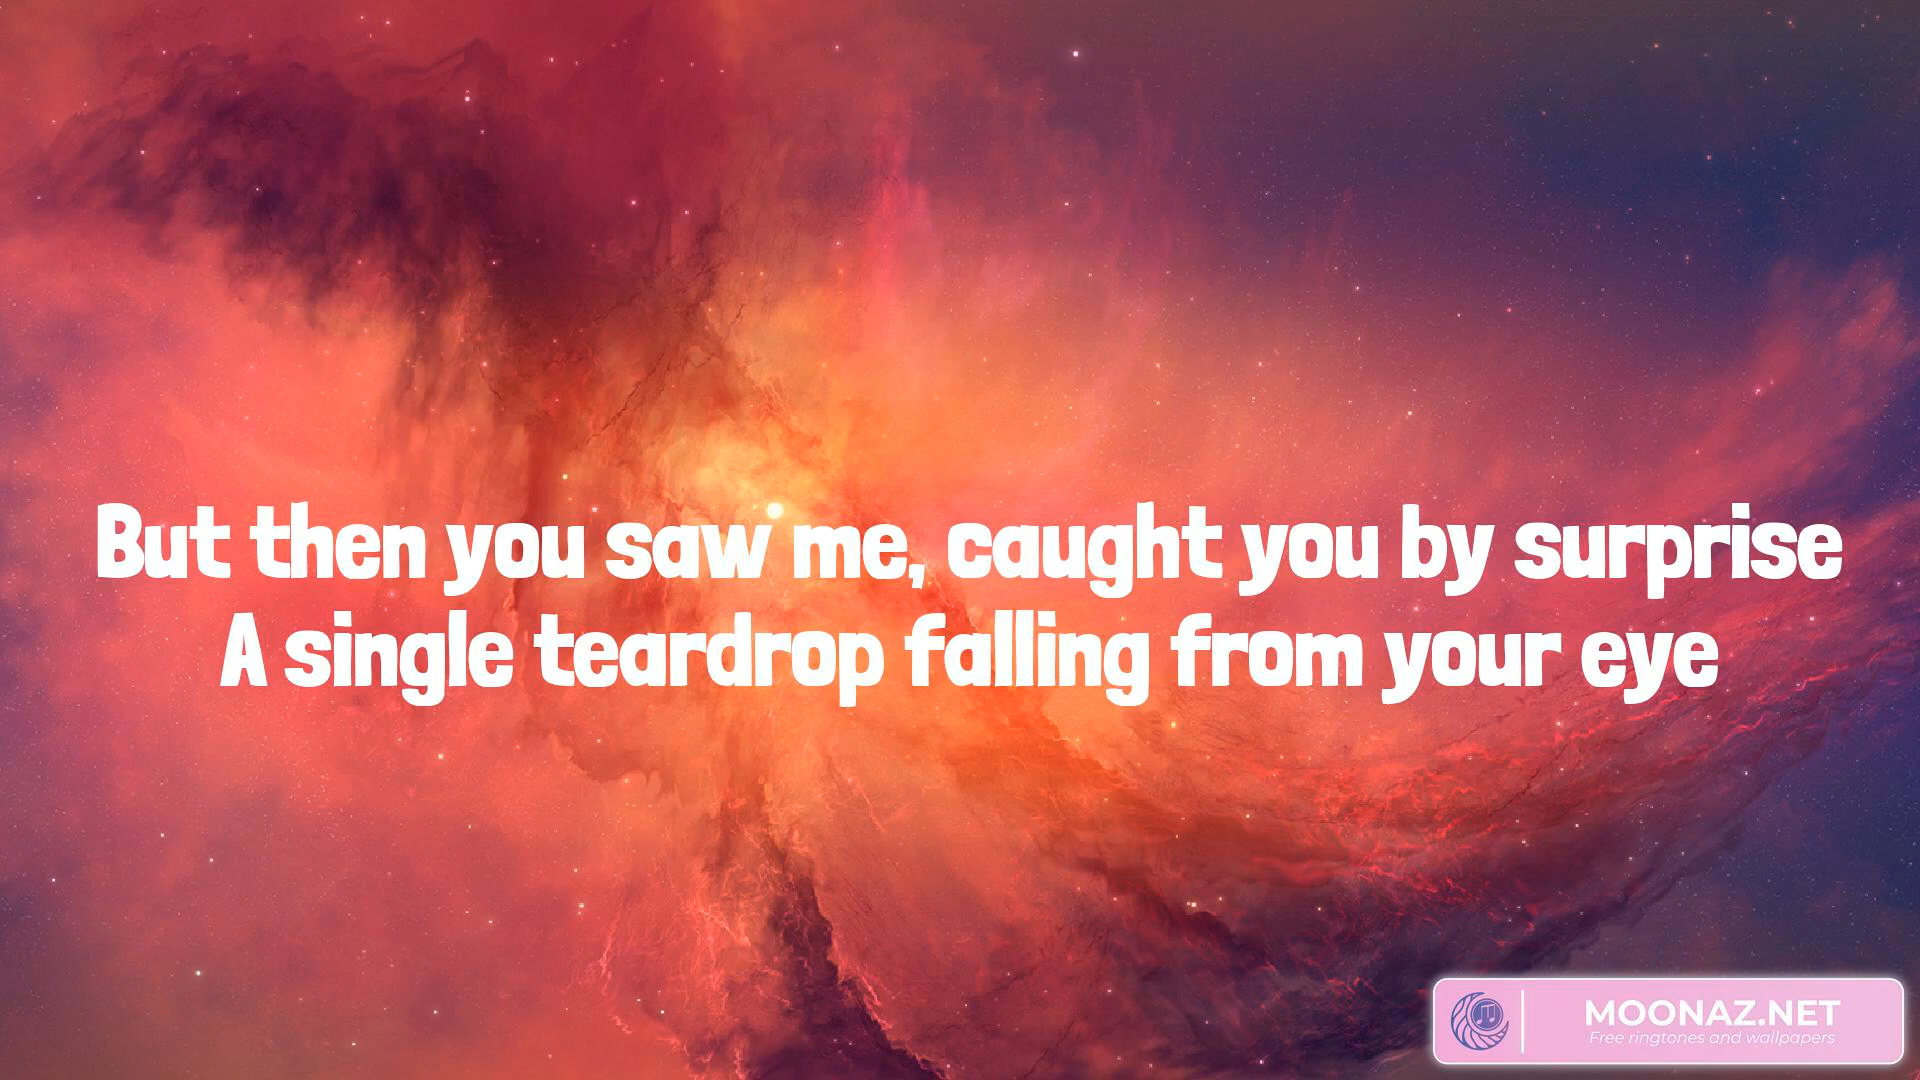 But then you saw me, caught you by surprise
A single teardrop falling from your eye
MOONAZ.NET
Free ringtones and wallpapers